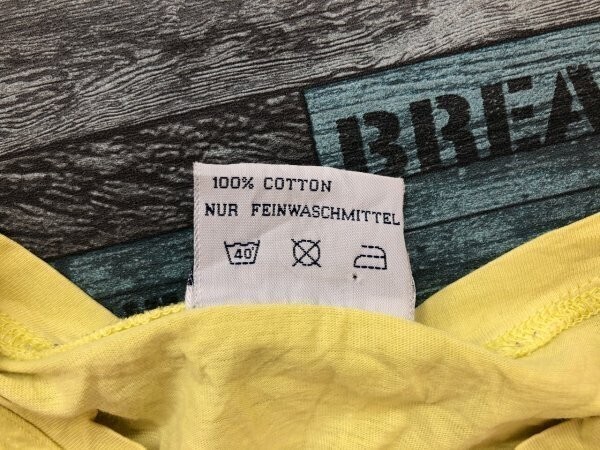 BREA
100% COTTON
NUR FEINWASCHMITTEL
40°